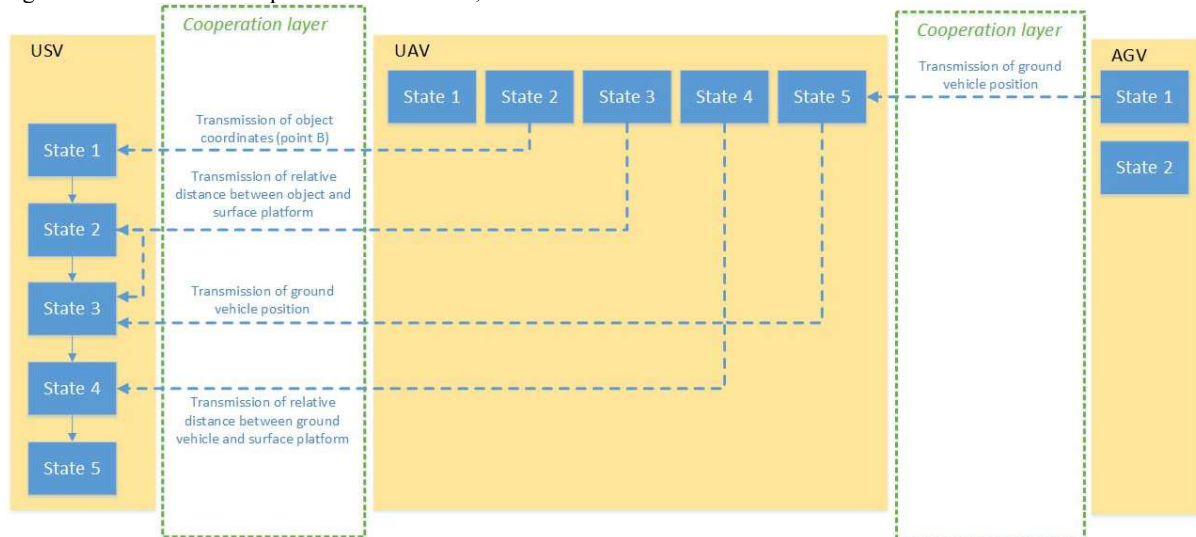 Cooperation layer
Cooperation layer
USV
UAV
AGV
State 1
State 2
State 3
State 4
State 5
Transmission of ground
vehicle position
State 1
State 2
Transmission of object
coordinates (point B)
State 1
Transmission of relative
distance between object and
surface platform
State 2
Transmission of ground
vehicle position
State 3
State 4
Transmission of relative
distance between ground
vehicle and surface platform
State 5